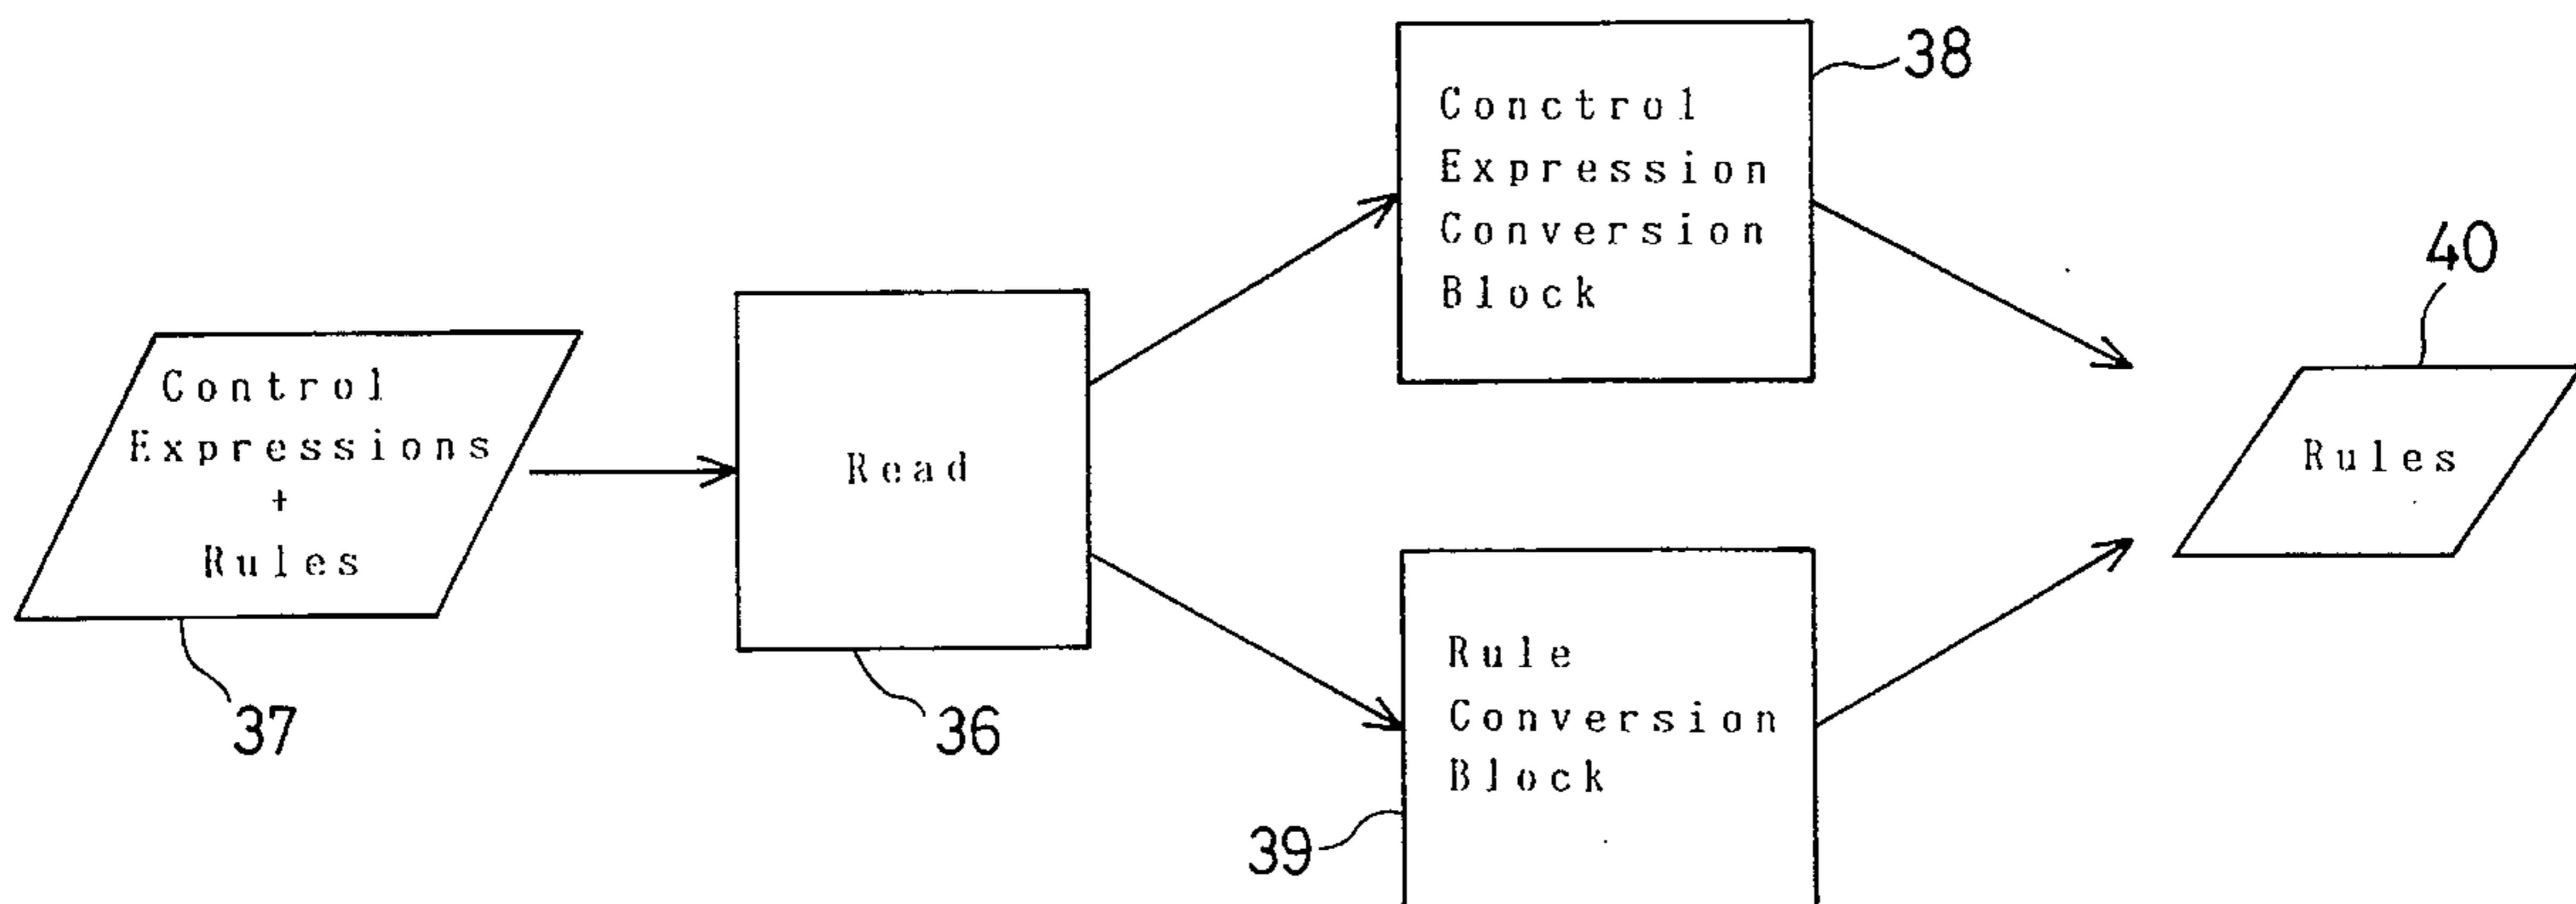 Control
Expressions
+
Rules
37
Read
36
Conctrol
Expression
Conversion
Block
38
Rule
Conversion
Block
39
Rules
40